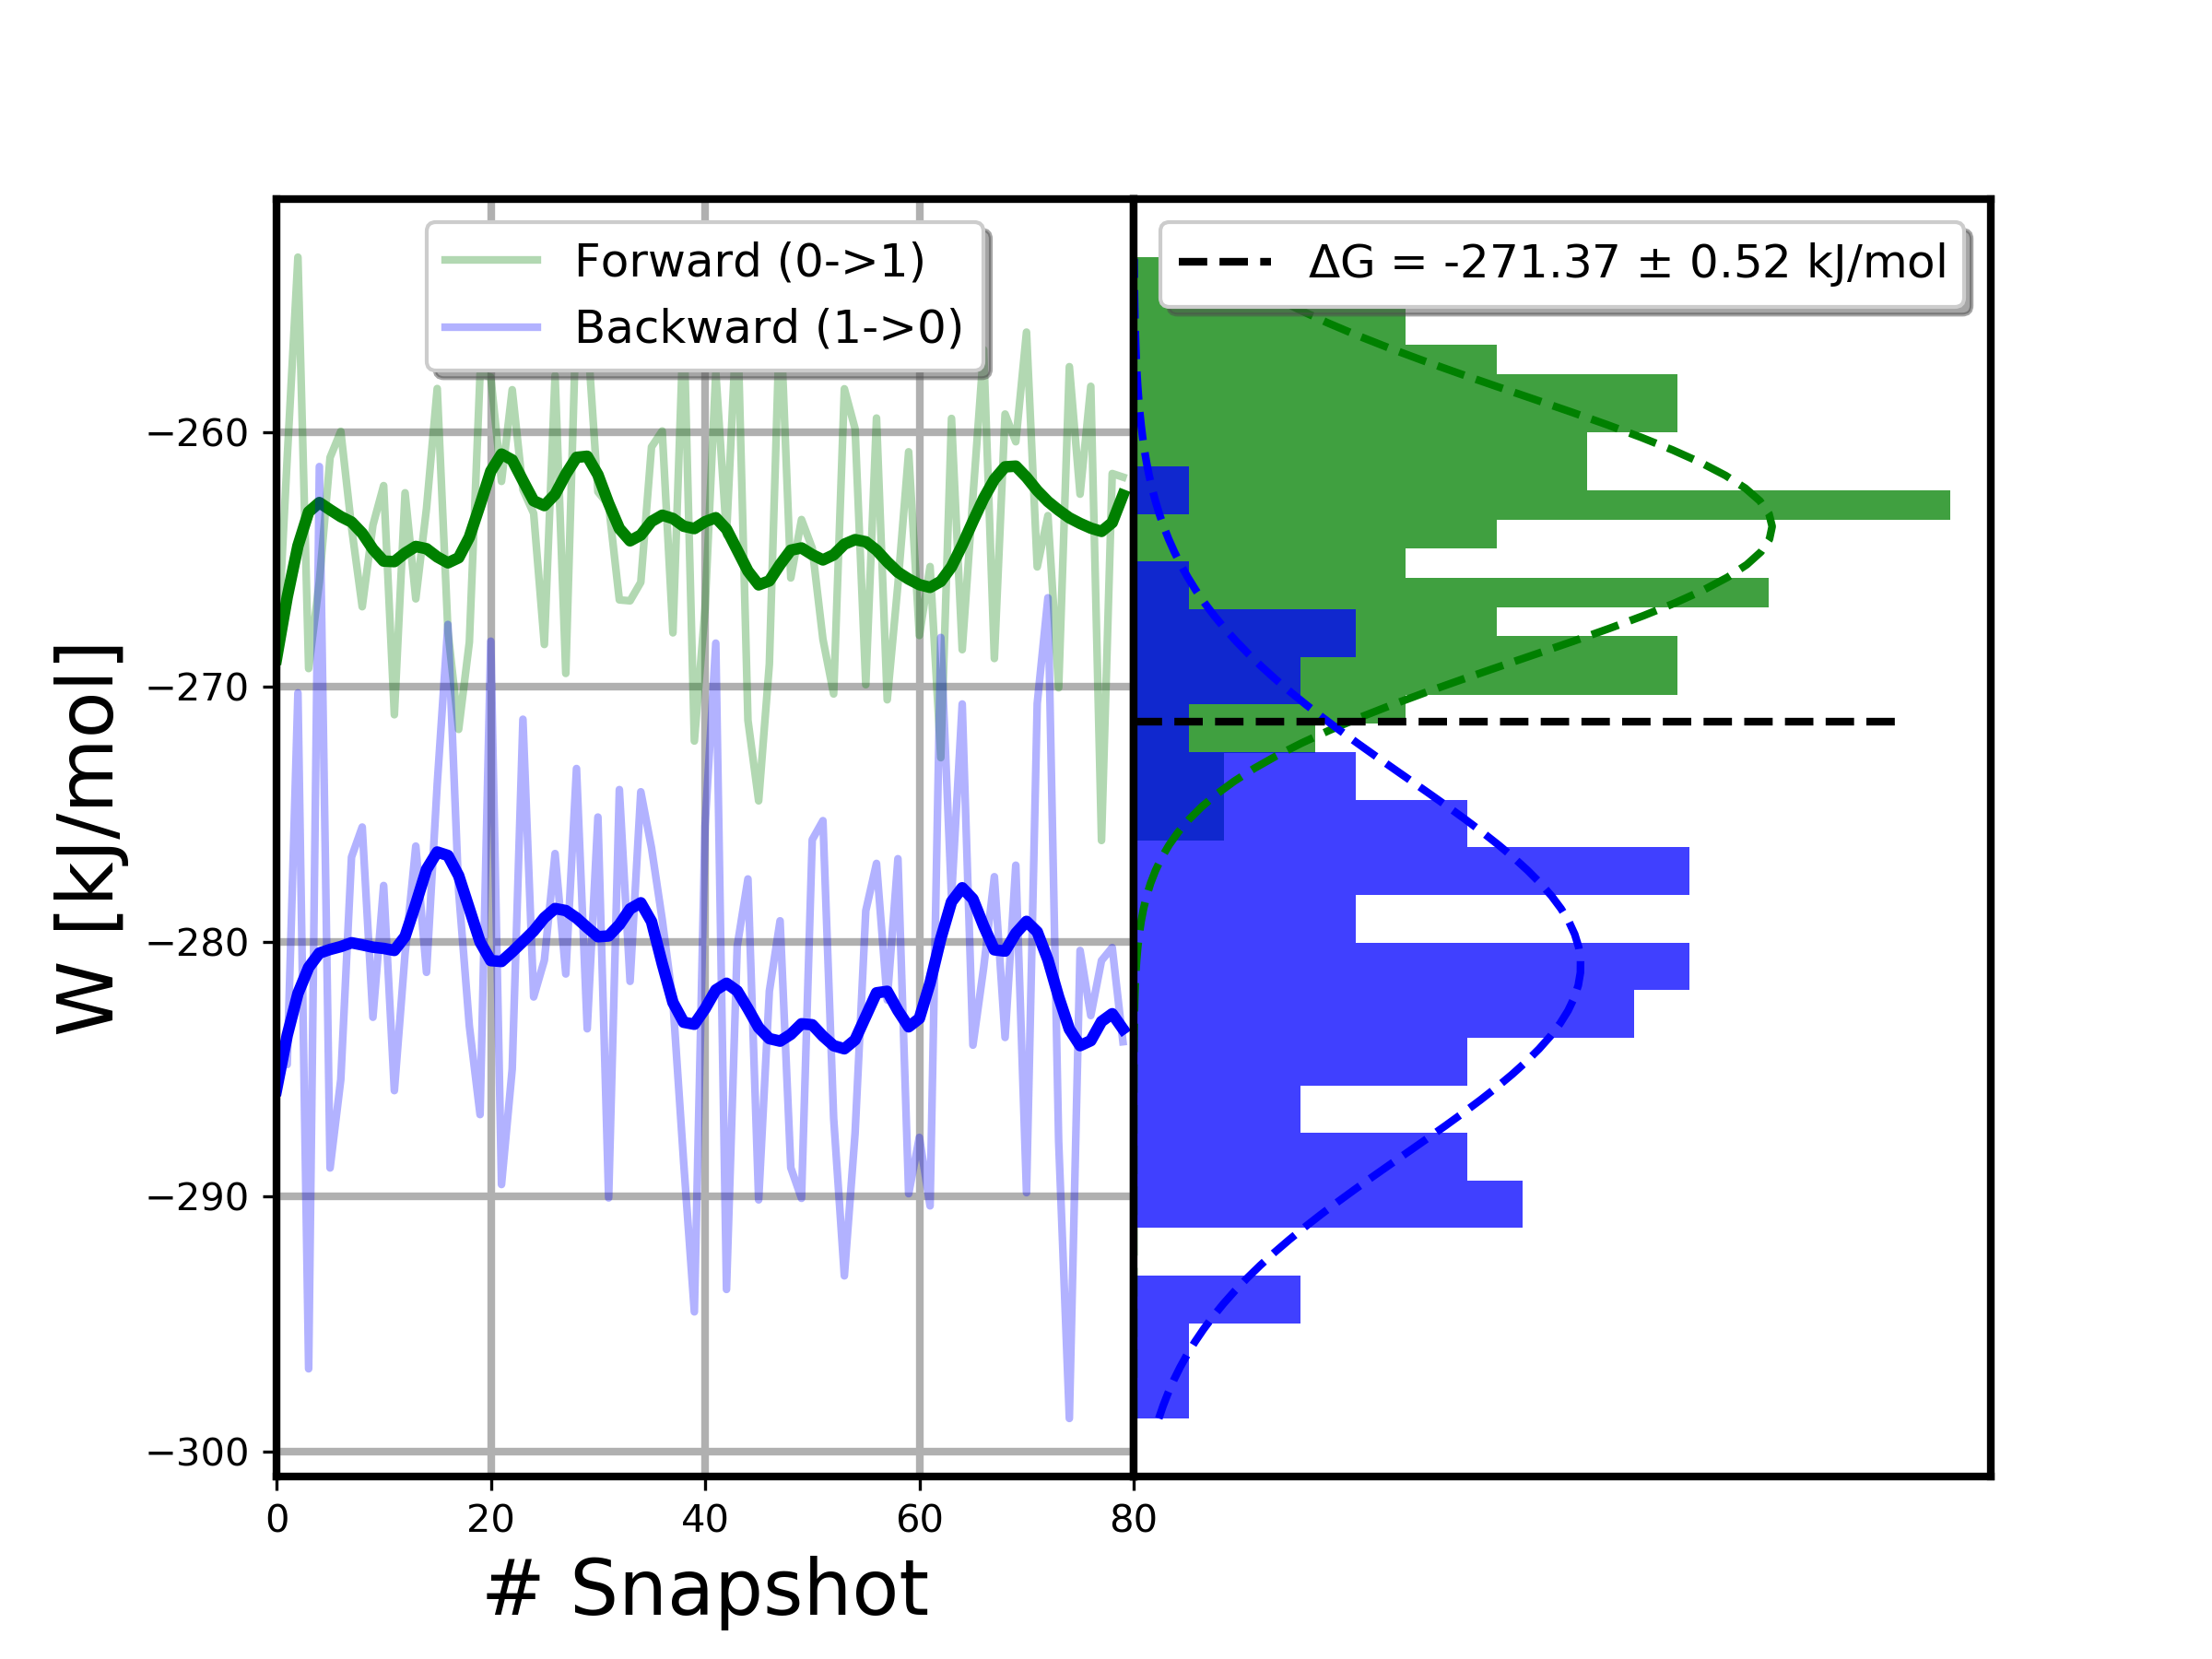 Forward (0->1)
Backward (1->0)
ΔG = -271.37 ± 0.52 kJ/mol
W [kJ/mol]
−260
−270
−280
−290
−300
0 20 40 60 80
# Snapshot